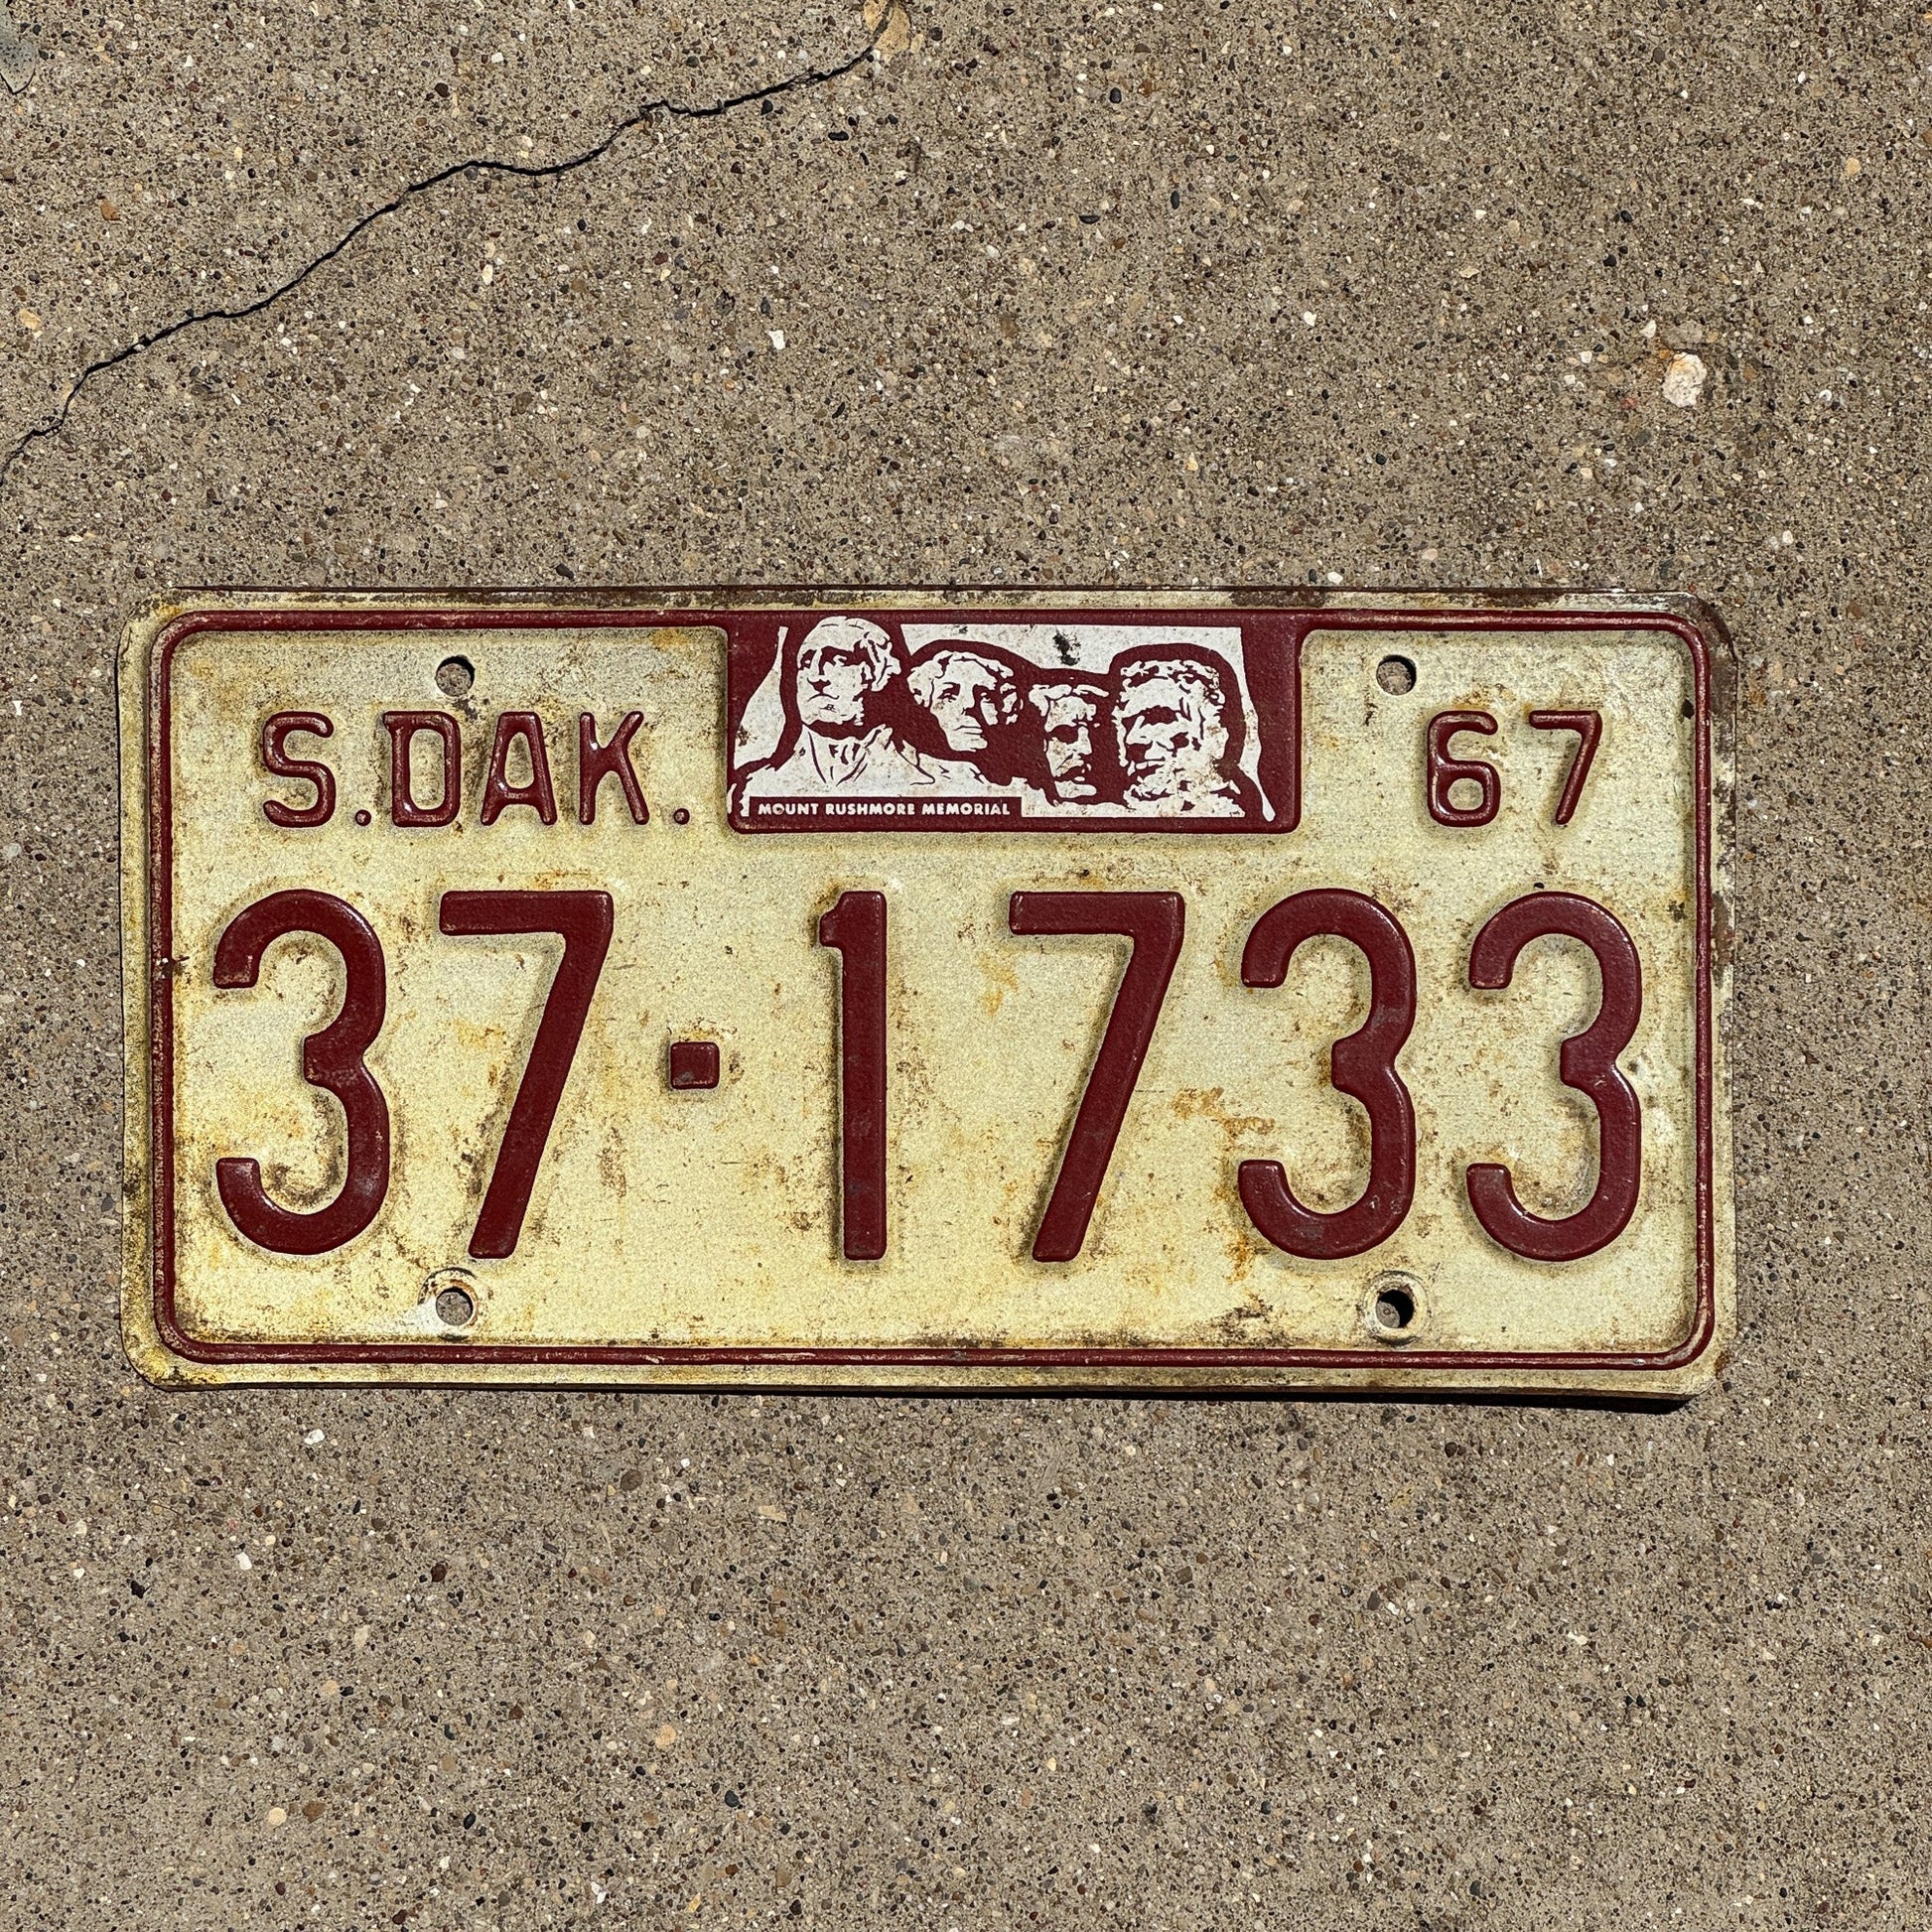 S.DAK. 67
MOUNT RUSHMORE MEMORIAL
37·1733